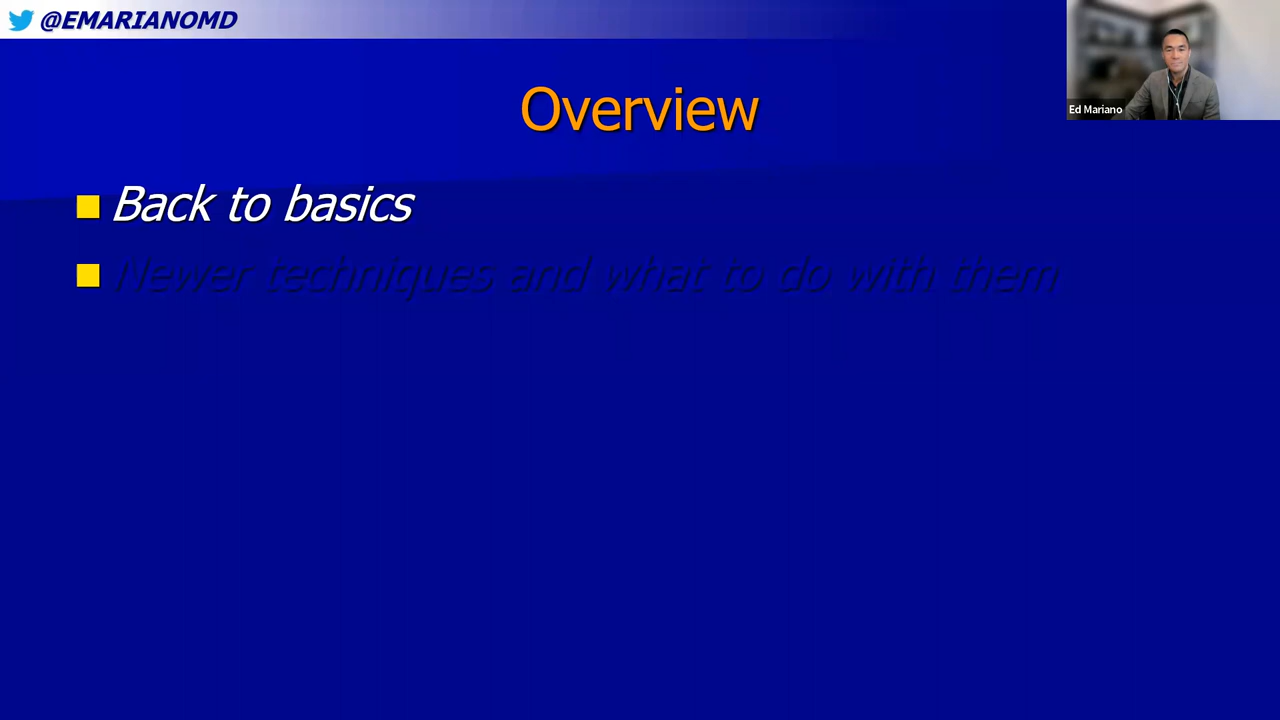 @EMARIANOMD
Ed Mariano
Overview
Back to basics
Newer techniques and what to do with them